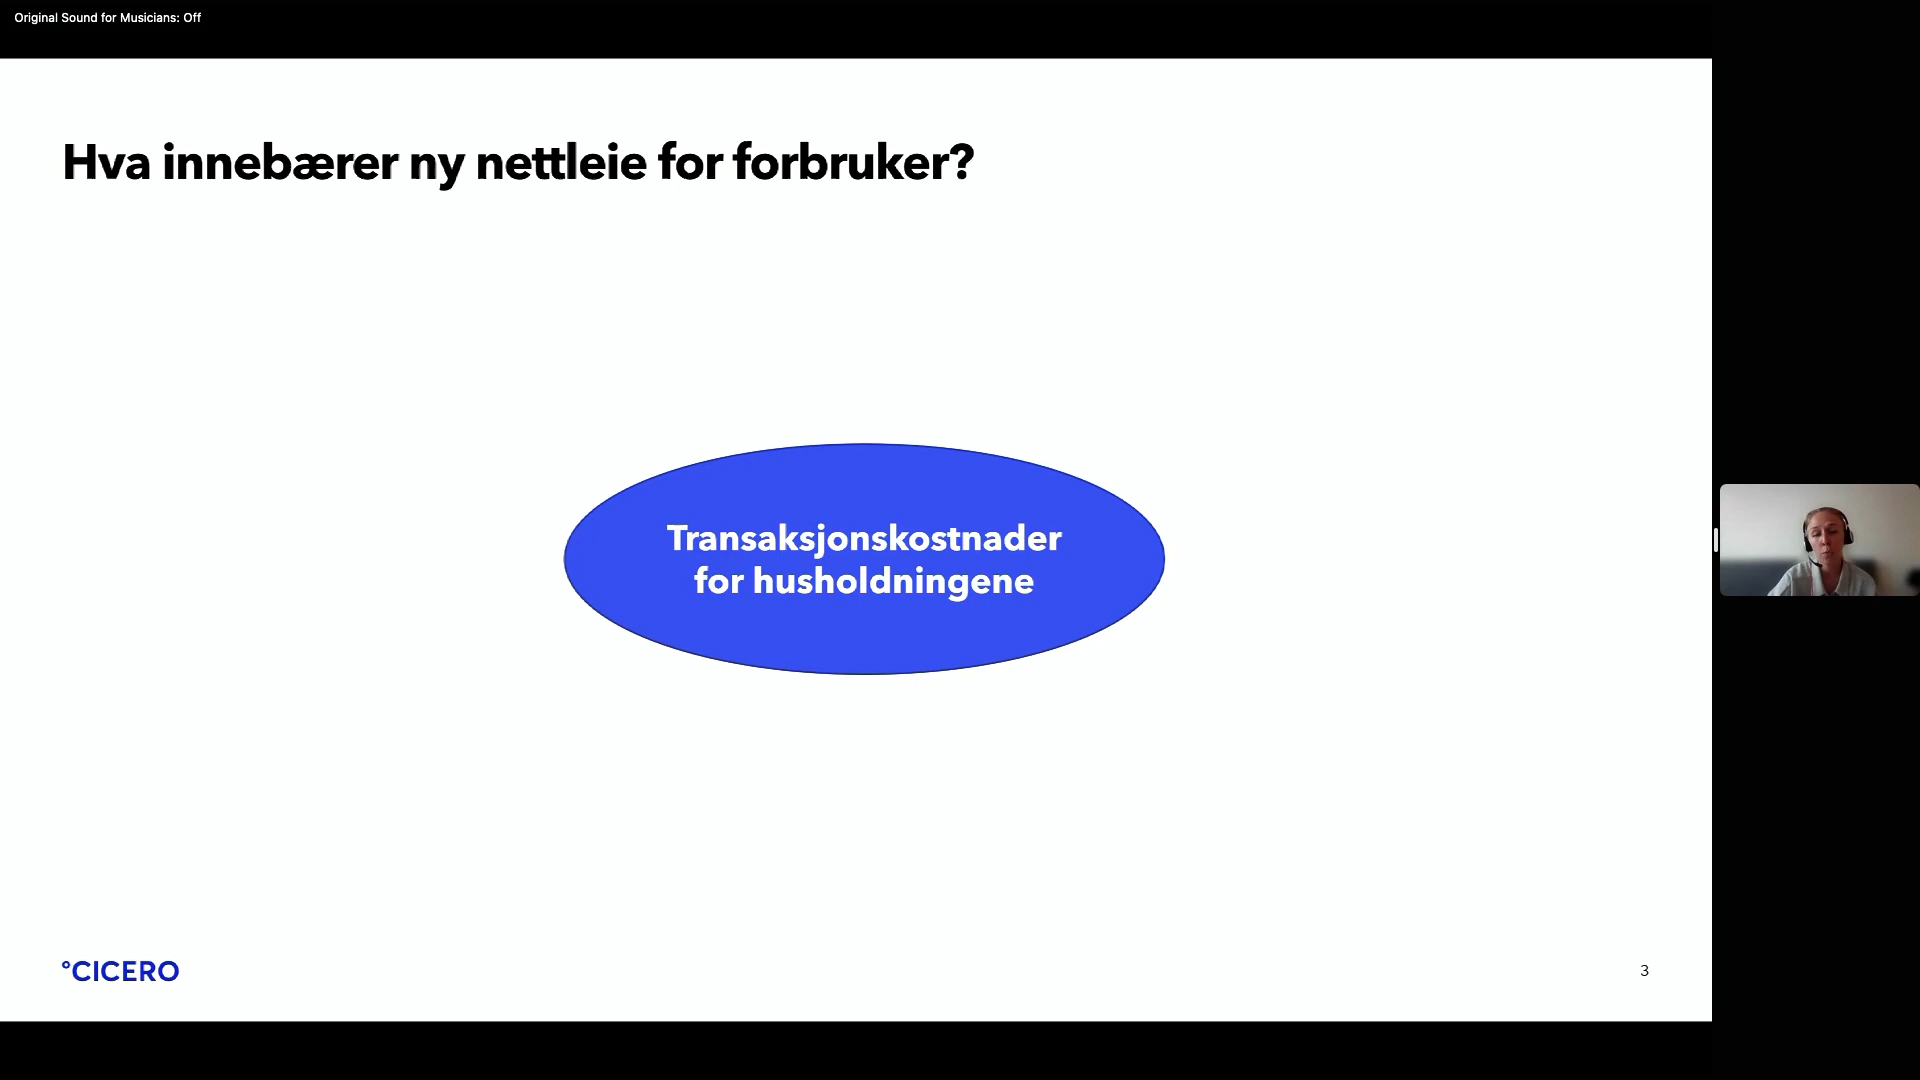 Original Sound for Musicians: Off
Hva innebærer ny nettleie for forbruker?
Transaksjonskostnader
for husholdningene
°CICERO
3